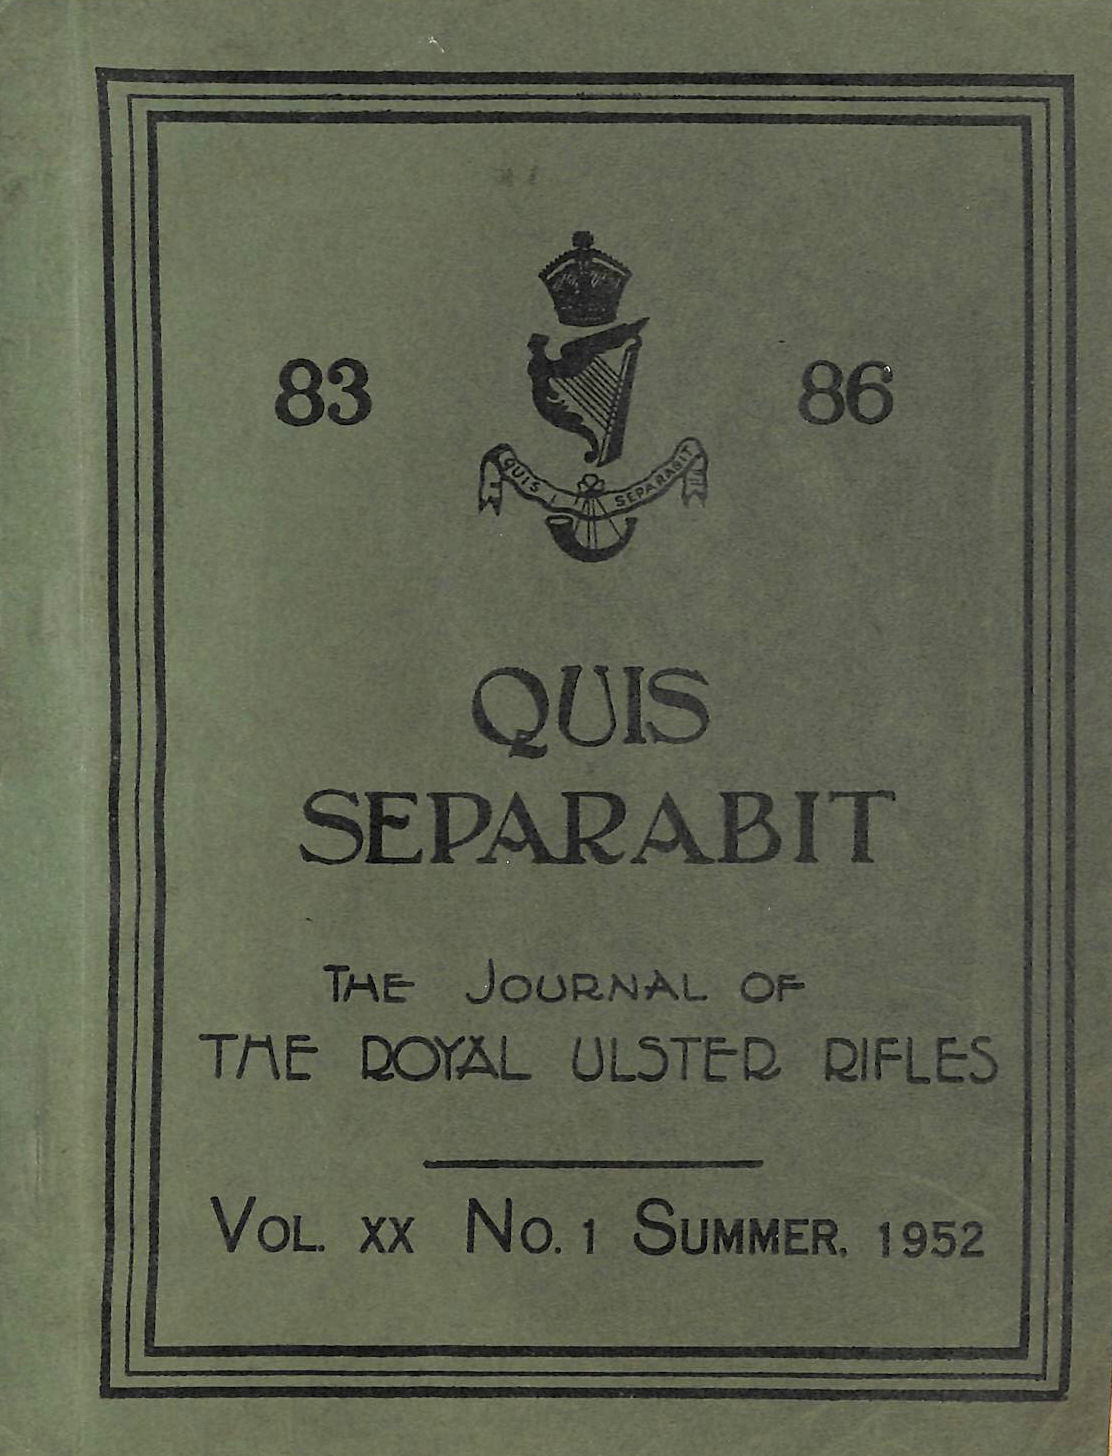 83 86
QUIS SEPARABIT
QUIS
SEPARABIT
THE JOURNAL OF
THE ROYAL ULSTER RIFLES
VOL. XX NO. 1 SUMMER. 1952